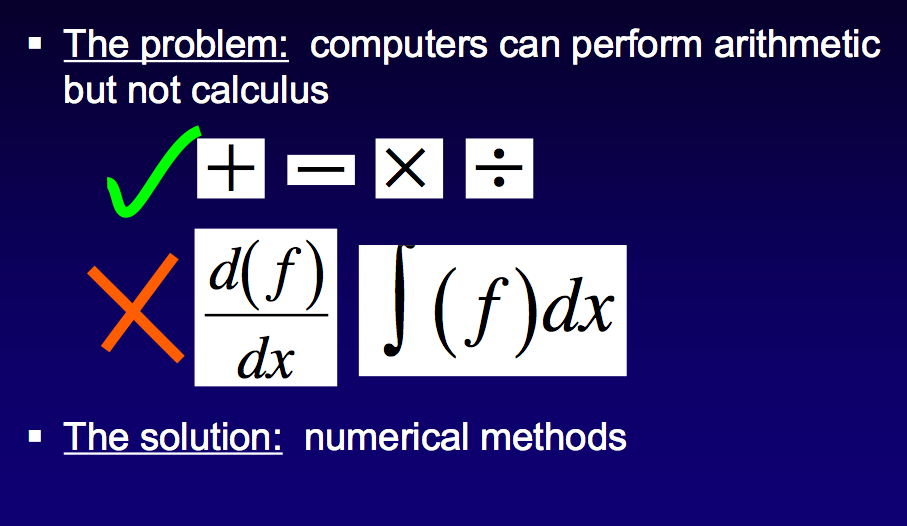 ▪ The problem: computers can perform arithmetic
but not calculus
+ − × ÷
d(f)/dx ∫(f)dx
▪ The solution: numerical methods